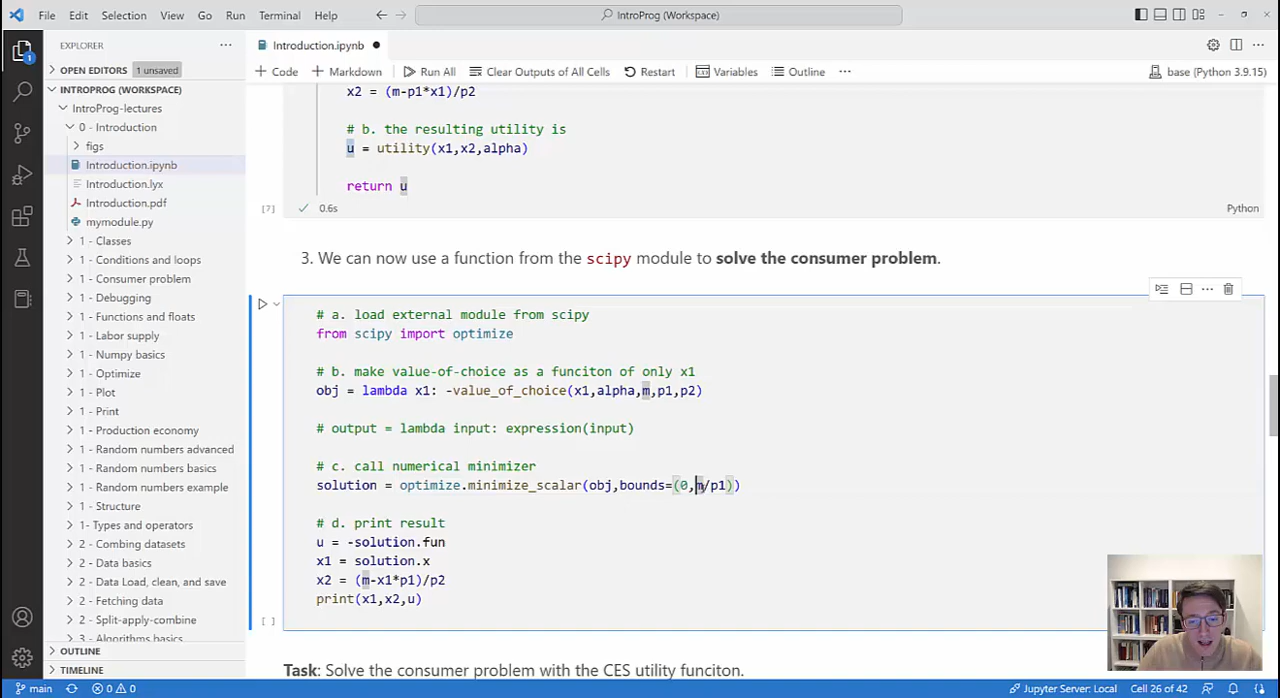 File Edit Selection View Go Run Terminal Help IntroProg (Workspace)
EXPLORER
OPEN EDITORS 1 unsaved
INTROPROG (WORKSPACE)
IntroProg-lectures
0 - Introduction
figs
Introduction.ipynb
Introduction.lyx
Introduction.pdf
mymodule.py
1 - Classes
1 - Conditions and loops
1 - Consumer problem
1 - Debugging
1 - Functions and floats
1 - Labor supply
1 - Numpy basics
1 - Optimize
1 - Plot
1 - Print
1 - Production economy
1 - Random numbers advanced
1 - Random numbers basics
1 - Random numbers example
1 - Structure
1- Types and operators
2 - Combing datasets
2 - Data basics
2 - Data Load, clean, and save
2 - Fetching data
2 - Split-apply-combine
3 - Algorithms basics
OUTLINE
TIMELINE
1
Introduction.ipynb
+ Code + Markdown Run All Clear Outputs of All Cells Restart Variables Outline base (Python 3.9.15)
x2 = (m-p1*x1)/p2
# b. the resulting utility is
u = utility(x1,x2,alpha)
return u
[7] 0.6s Python
3. We can now use a function from the scipy module to solve the consumer problem.
# a. load external module from scipy
from scipy import optimize
# b. make value-of-choice as a funciton of only x1
obj = lambda x1: -value_of_choice(x1,alpha,m,p1,p2)
# output = lambda input: expression(input)
# c. call numerical minimizer
solution = optimize.minimize_scalar(obj,bounds=(0,m/p1))
# d. print result
u = -solution.fun
x1 = solution.x
x2 = (m-x1*p1)/p2
print(x1,x2,u)
[ ]
Task: Solve the consumer problem with the CES utility funciton.
main 0 0 Jupyter Server: Local Cell 26 of 42